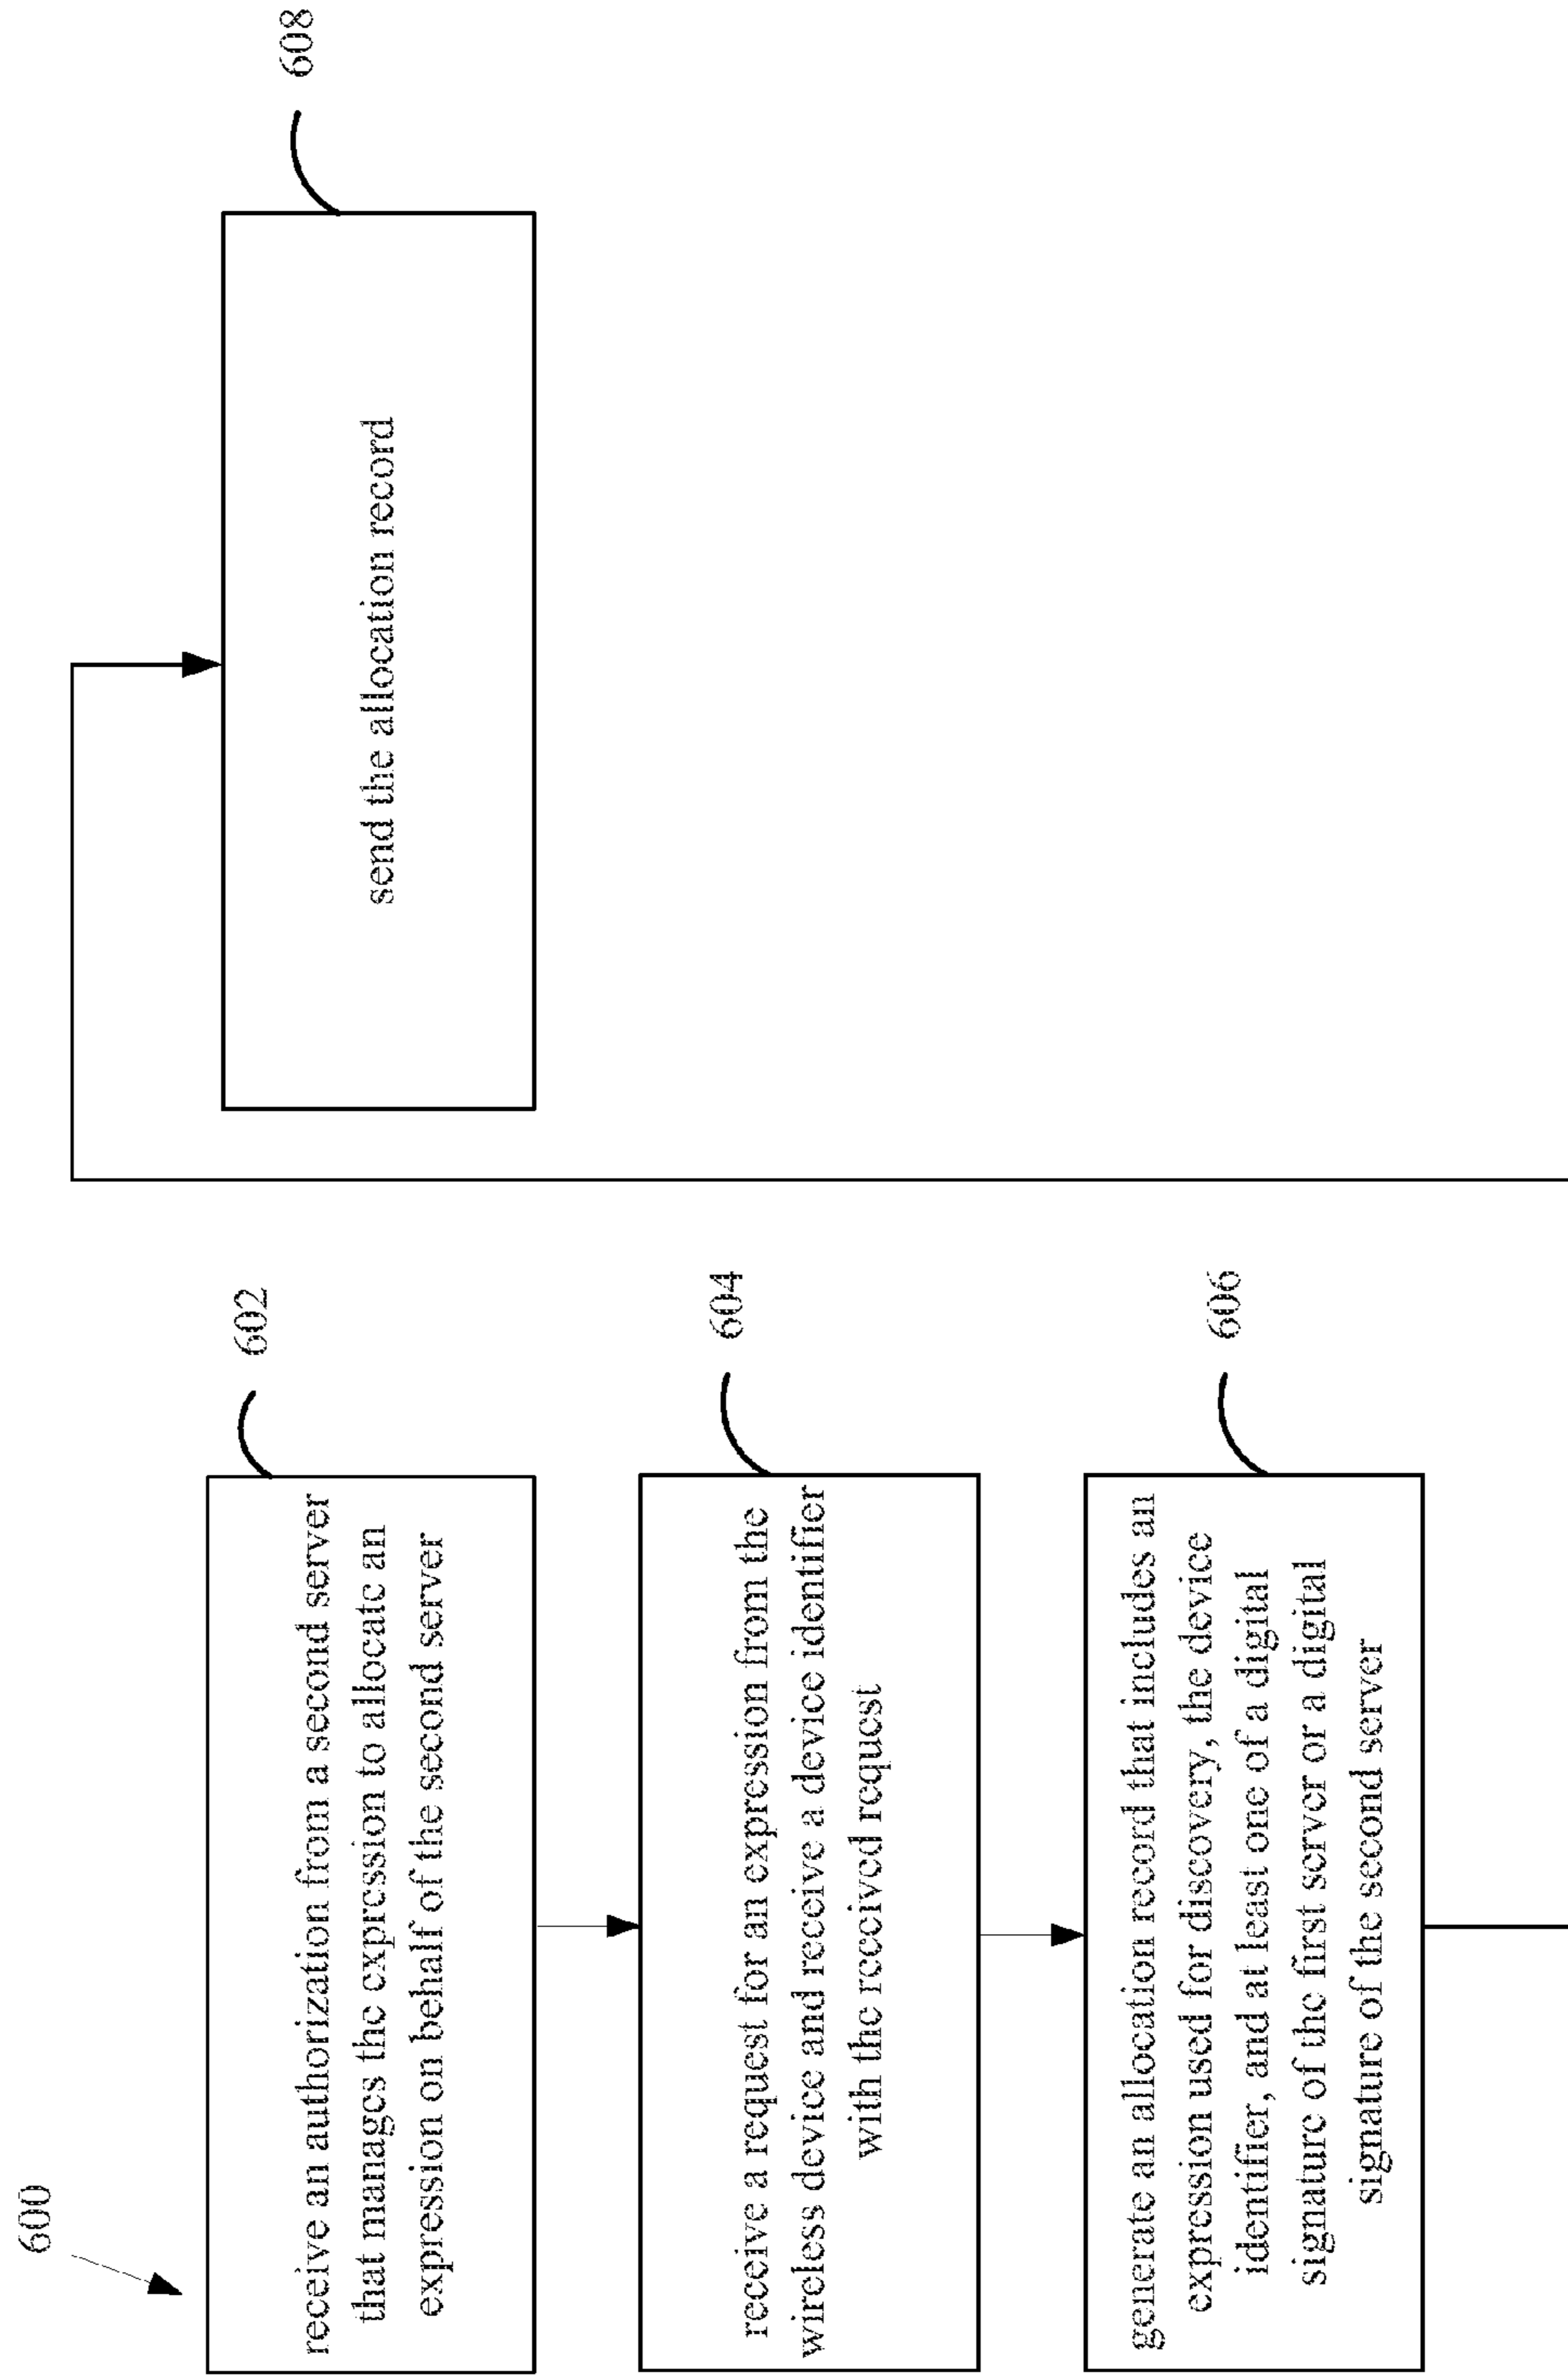 600
receive an authorization from a second server
that manages the expression to allocate an
expression on behalf of the second server
602
receive a request for an expression from the
wireless device and receive a device identifier
with the received request
604
generate an allocation record that includes an
expression used for discovery, the device
identifier, and at least one of a digital
signature of the first server or a digital
signature of the second server
606
send the allocation record
608